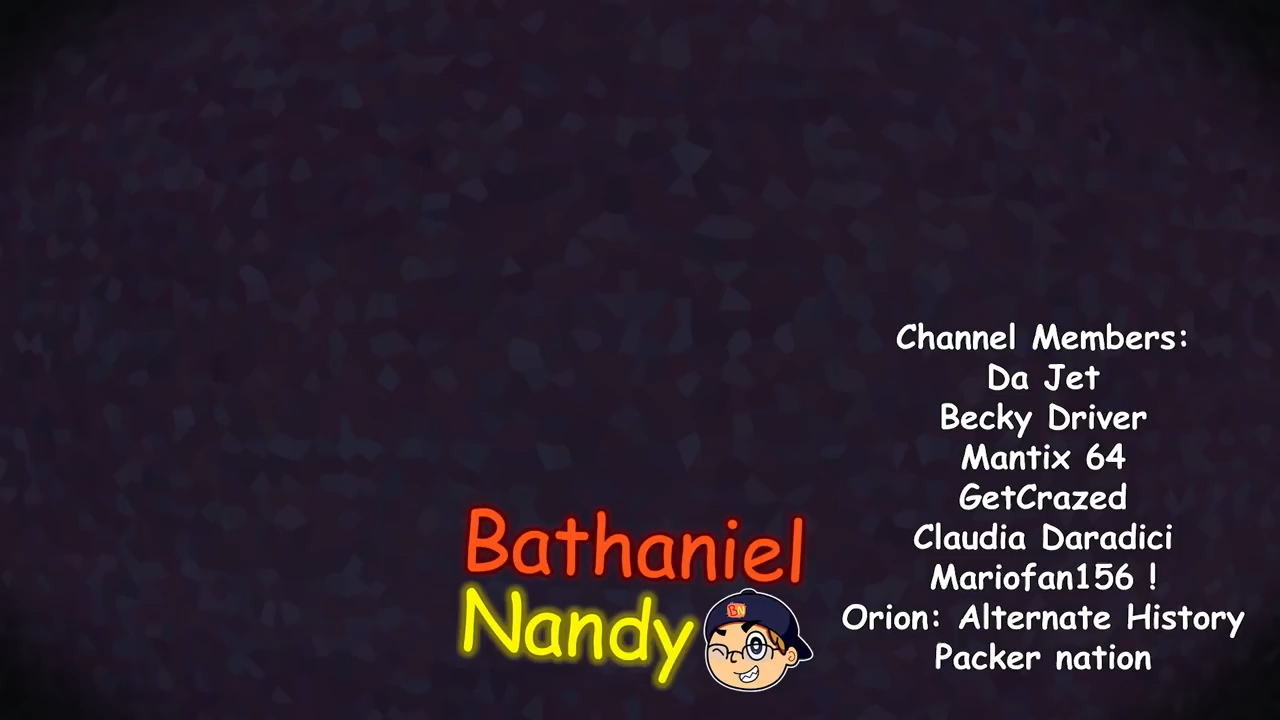 Channel Members:
Da Jet
Becky Driver
Mantix 64
GetCrazed
Claudia Daradici
Mariofan156 !
Orion: Alternate History
Packer nation
Bathaniel
Nandy
BN